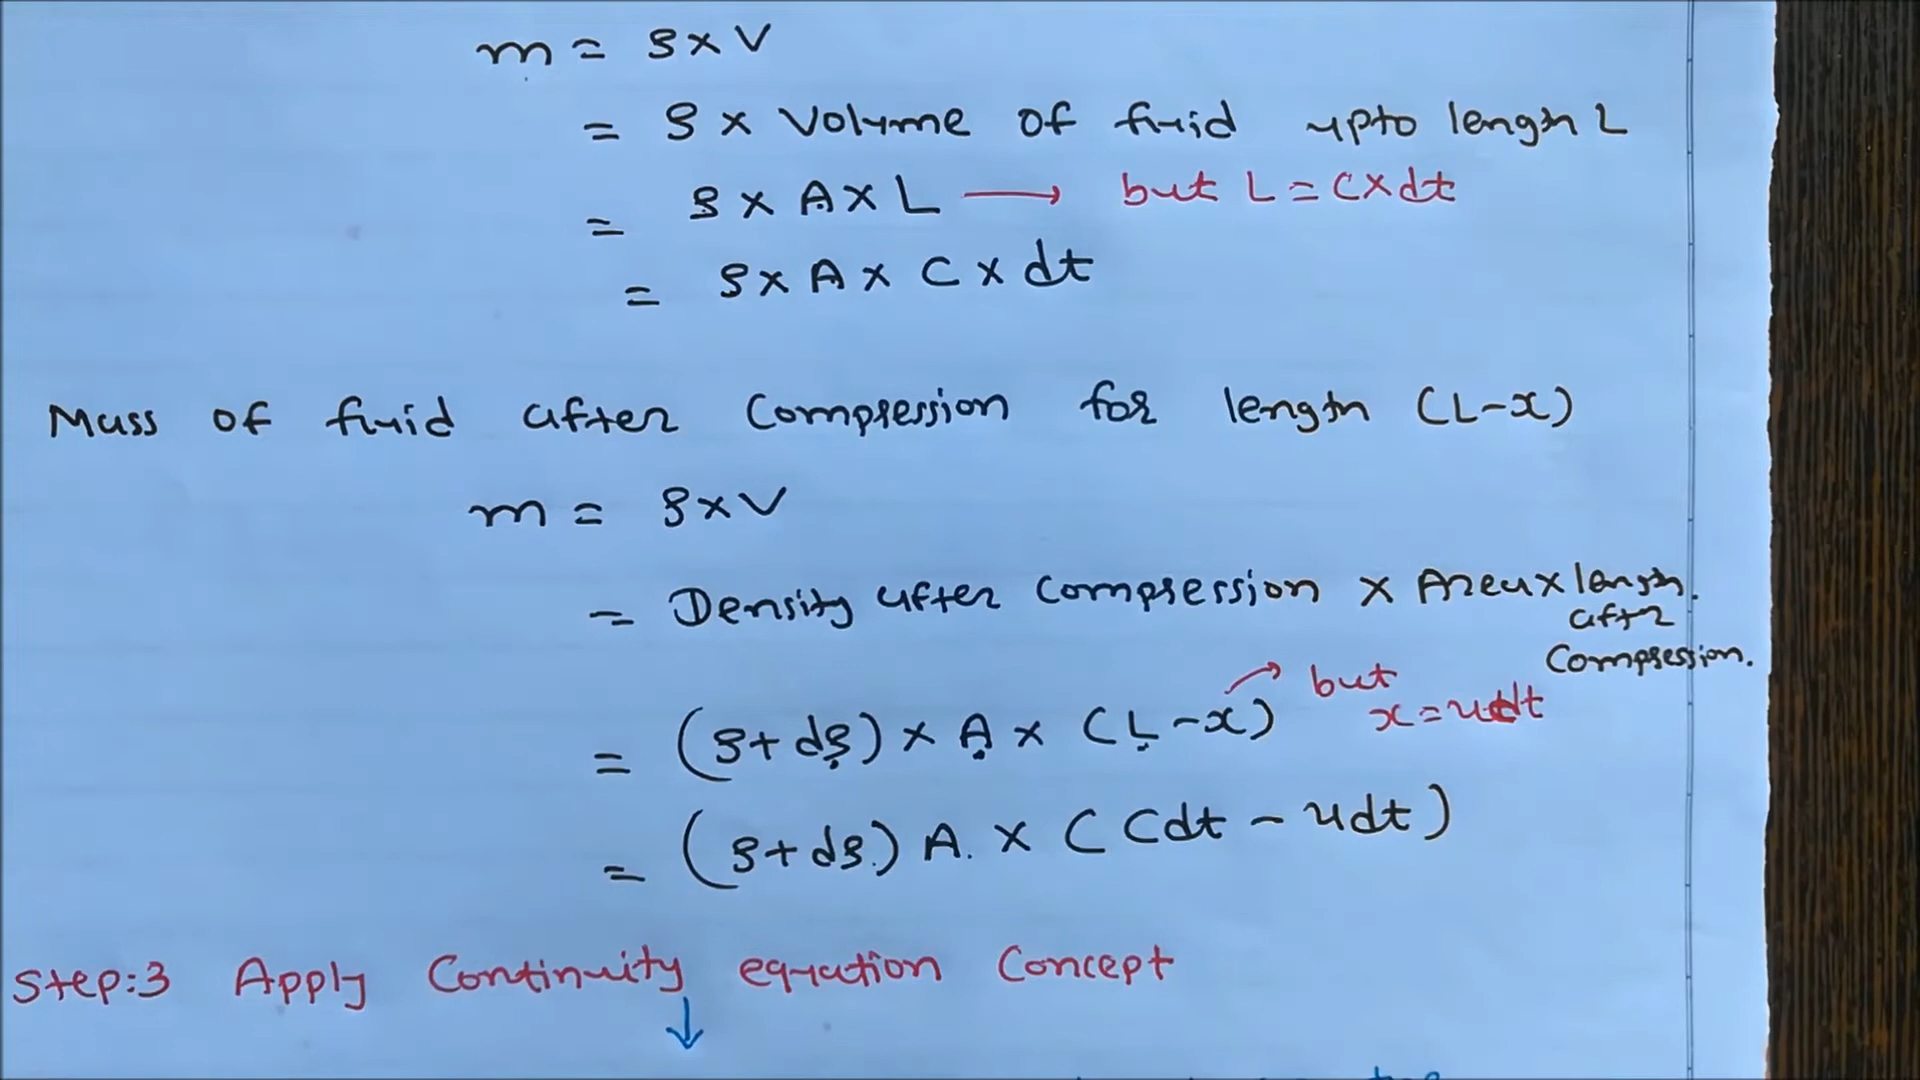 m = ρ × V
= ρ × Volume of fluid upto length L
= ρ × A × L → but L = C × dt
= ρ × A × C × dt
Mass of fluid after Compression for length (L-x)
m = ρ × V
= Density after compression × Area × length after Compression.
= (ρ + dρ) × A × (L - x) → but x = udt
= (ρ + dρ) A × (Cdt - udt)
Step:3 Apply Continuity equation Concept
↓